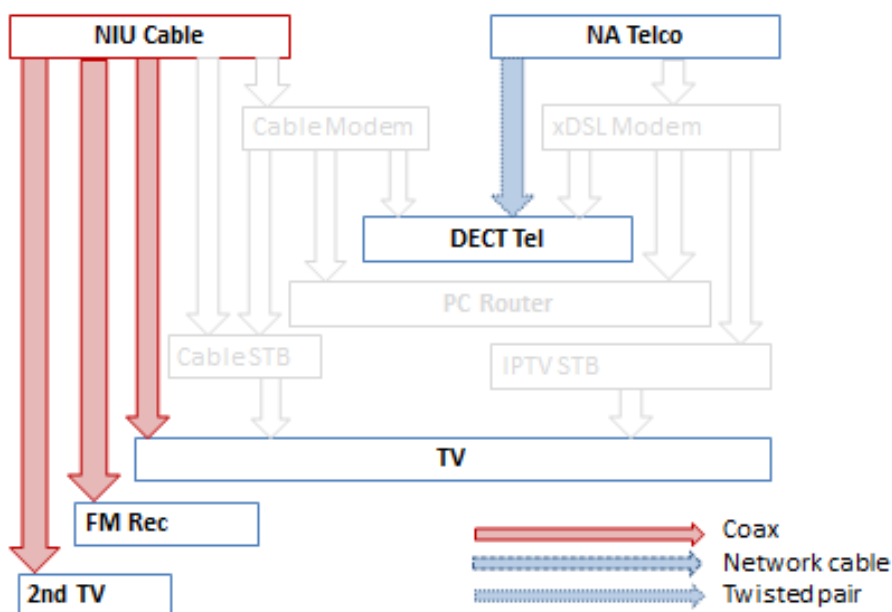 NIU Cable
NA Telco
Cable Modem
xDSL Modem
DECT Tel
PC Router
Cable STB
IPTV STB
TV
FM Rec
Coax
Network cable
2nd TV
Twisted pair